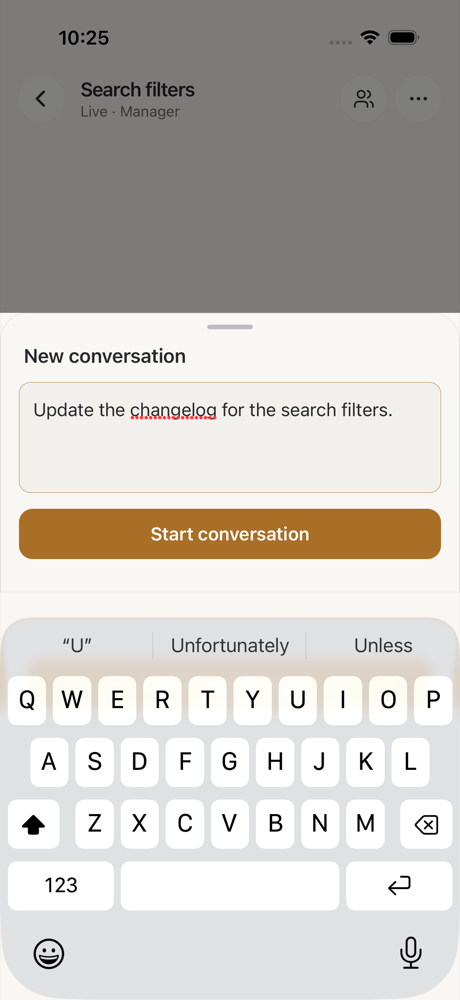 10:25
Search filters
Live · Manager
New conversation
Update the changelog for the search filters.
Start conversation
“U” Unfortunately Unless
Q W E R T Y U I O P
A S D F G H J K L
Z X C V B N M
123